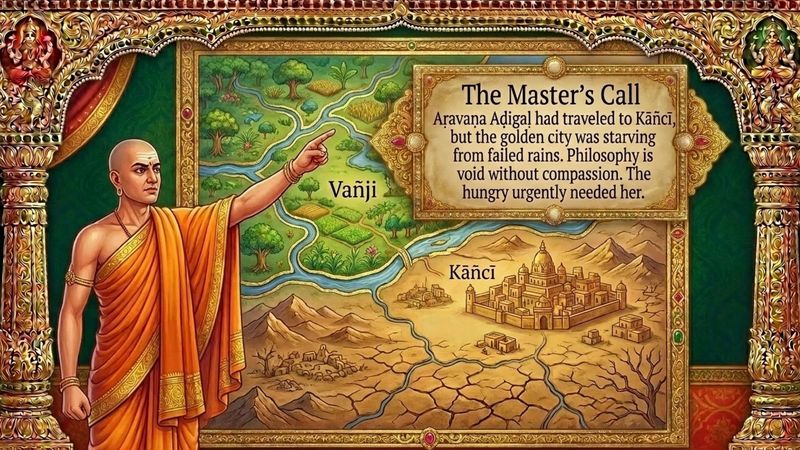 The Master’s Call
Aṟavaṇa Aḍigaḷ had traveled to Kāñcī,
but the golden city was starving
from failed rains. Philosophy is
void without compassion. The
hungry urgently needed her.
Vañji
Kāñcī